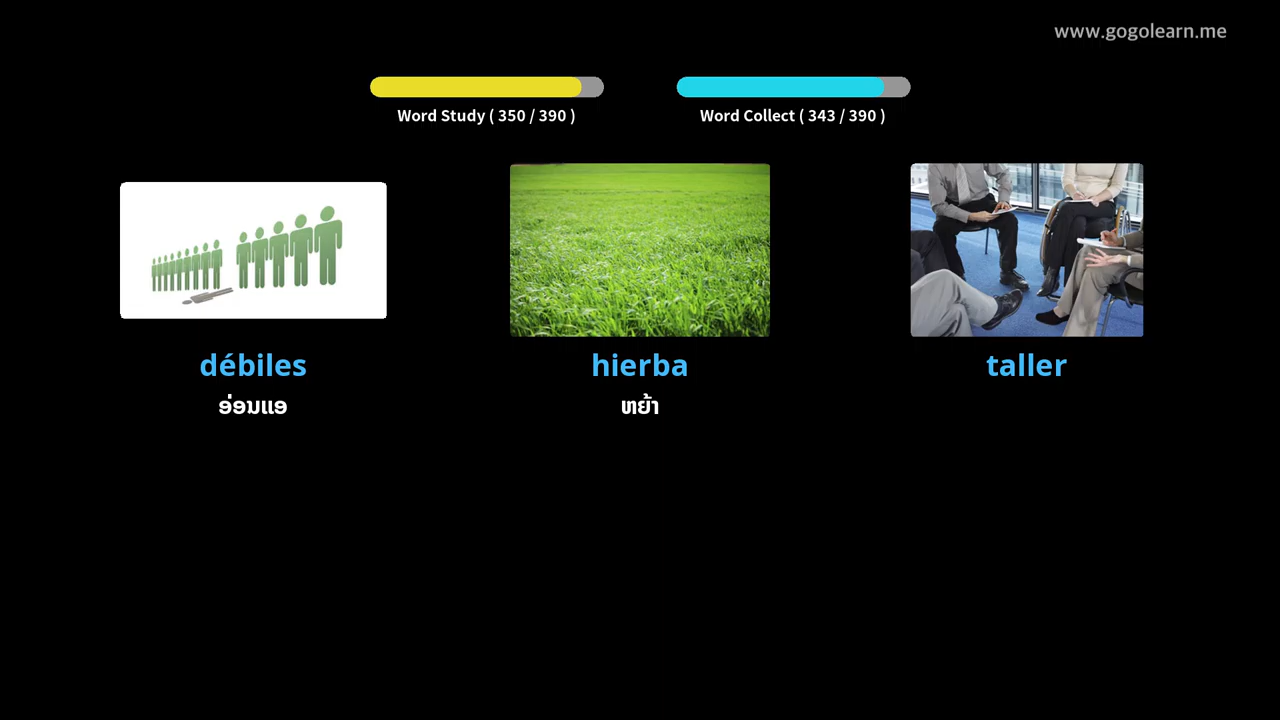 www.gogolearn.me
Word Study ( 350 / 390 )
Word Collect ( 343 / 390 )
débiles
hierba
taller
ອ່ອນແອ
ຫຍ້າ